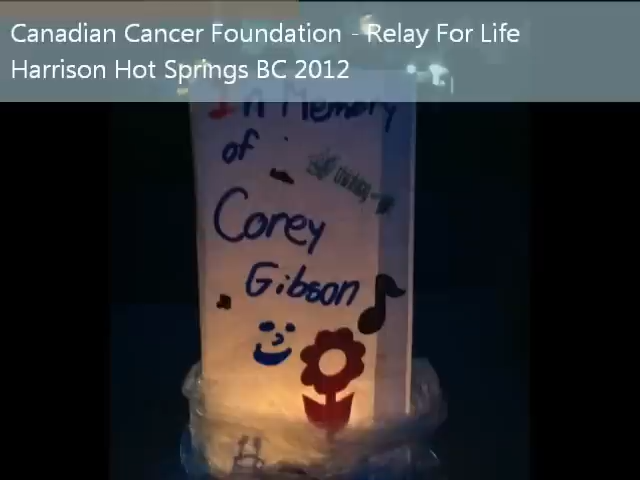 Canadian Cancer Foundation - Relay For Life
Harrison Hot Springs BC 2012
In Memory
of
Corey
Gibson